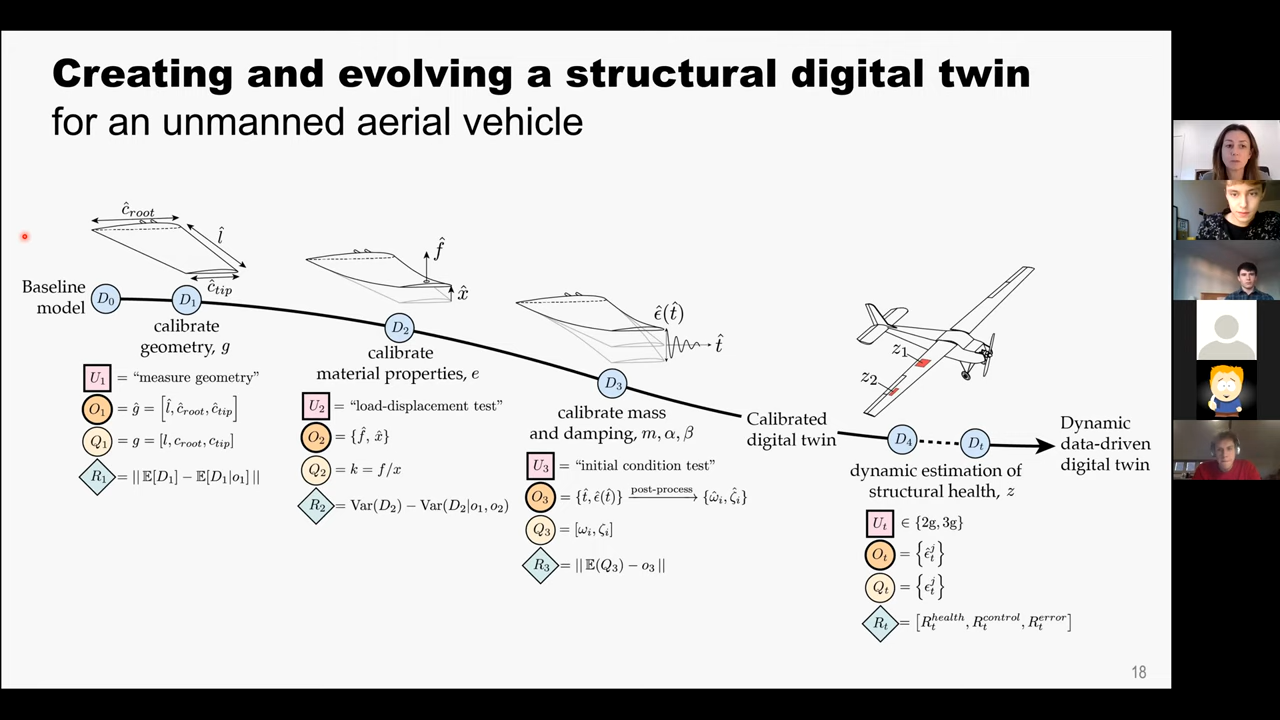 Creating and evolving a structural digital twin
for an unmanned aerial vehicle
ĉ_root
l̂
ĉ_tip
Baseline
model
D₀
D₁
calibrate
geometry, g
U₁ = “measure geometry”
O₁ = ĝ = [l̂, ĉ_root, ĉ_tip]
Q₁ = g = [l, c_root, c_tip]
R₁ = || 𝔼[D₁] − 𝔼[D₁|o₁] ||
f̂
x̂
D₂
calibrate
material properties, e
U₂ = “load-displacement test”
O₂ = {f̂, x̂}
Q₂ = k = f/x
R₂ = Var(D₂) − Var(D₂|o₁, o₂)
ϵ̂(t̂)
t̂
D₃
calibrate mass
and damping, m, α, β
U₃ = “initial condition test”
O₃ = {t̂, ϵ̂(t̂)} post-process → {ω̂ᵢ, ζ̂ᵢ}
Q₃ = [ωᵢ, ζᵢ]
R₃ = || 𝔼(Q₃) − o₃ ||
Calibrated
digital twin
z₁
z₂
D₄
Dₜ
dynamic estimation of
structural health, z
Uₜ ∈ {2g, 3g}
Oₜ = {ϵ̂ₜʲ}
Qₜ = {ϵₜʲ}
Rₜ = [Rₜ^health, Rₜ^control, Rₜ^error]
Dynamic
data-driven
digital twin
18